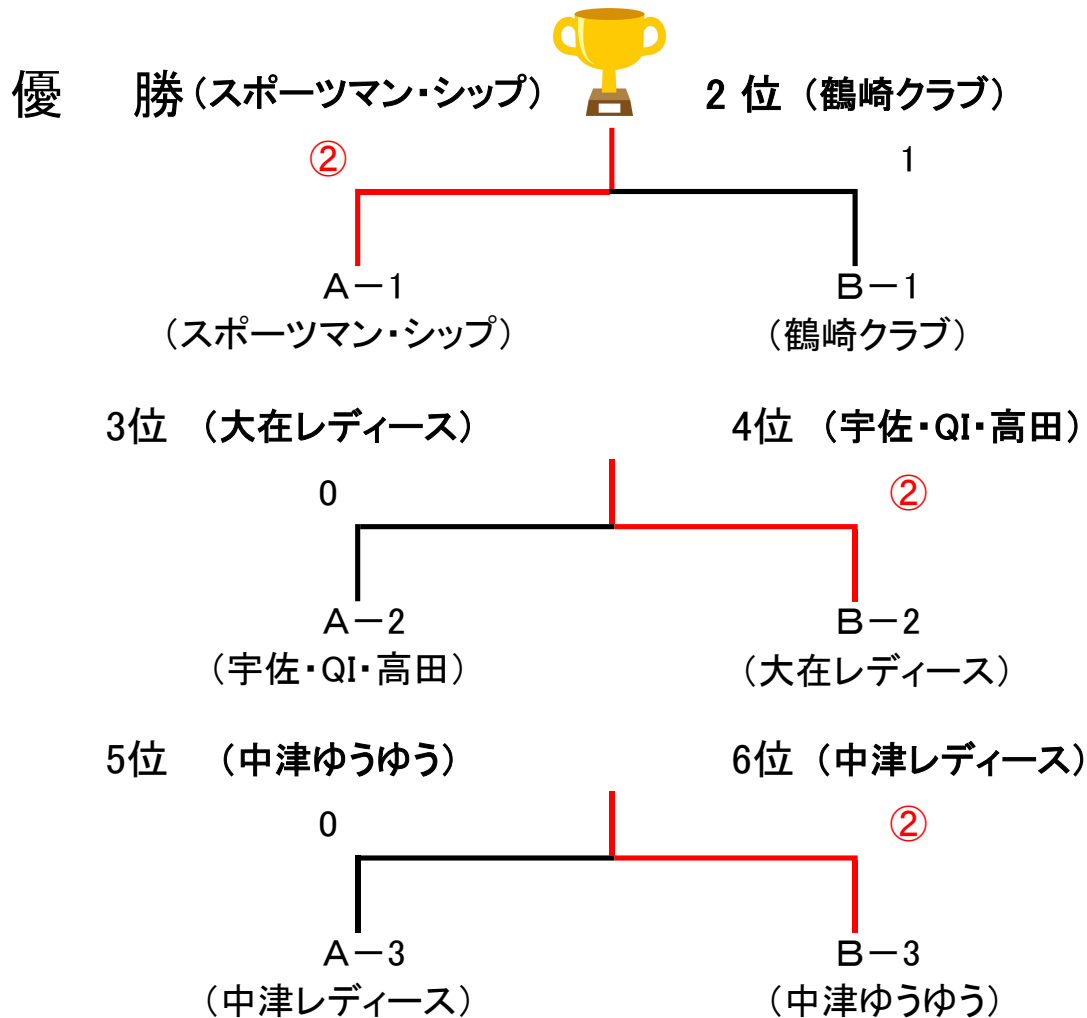 優　勝(スポーツマン・シップ)　2 位 (鶴崎クラブ)
②　1
A－1　B－1
(スポーツマン・シップ)　(鶴崎クラブ)
3位 (大在レディース)　4位 (宇佐・QI・高田)
0　②
A－2　B－2
(宇佐・QI・高田)　(大在レディース)
5位 (中津ゆうゆう)　6位 (中津レディース)
0　②
A－3　B－3
(中津レディース)　(中津ゆうゆう)